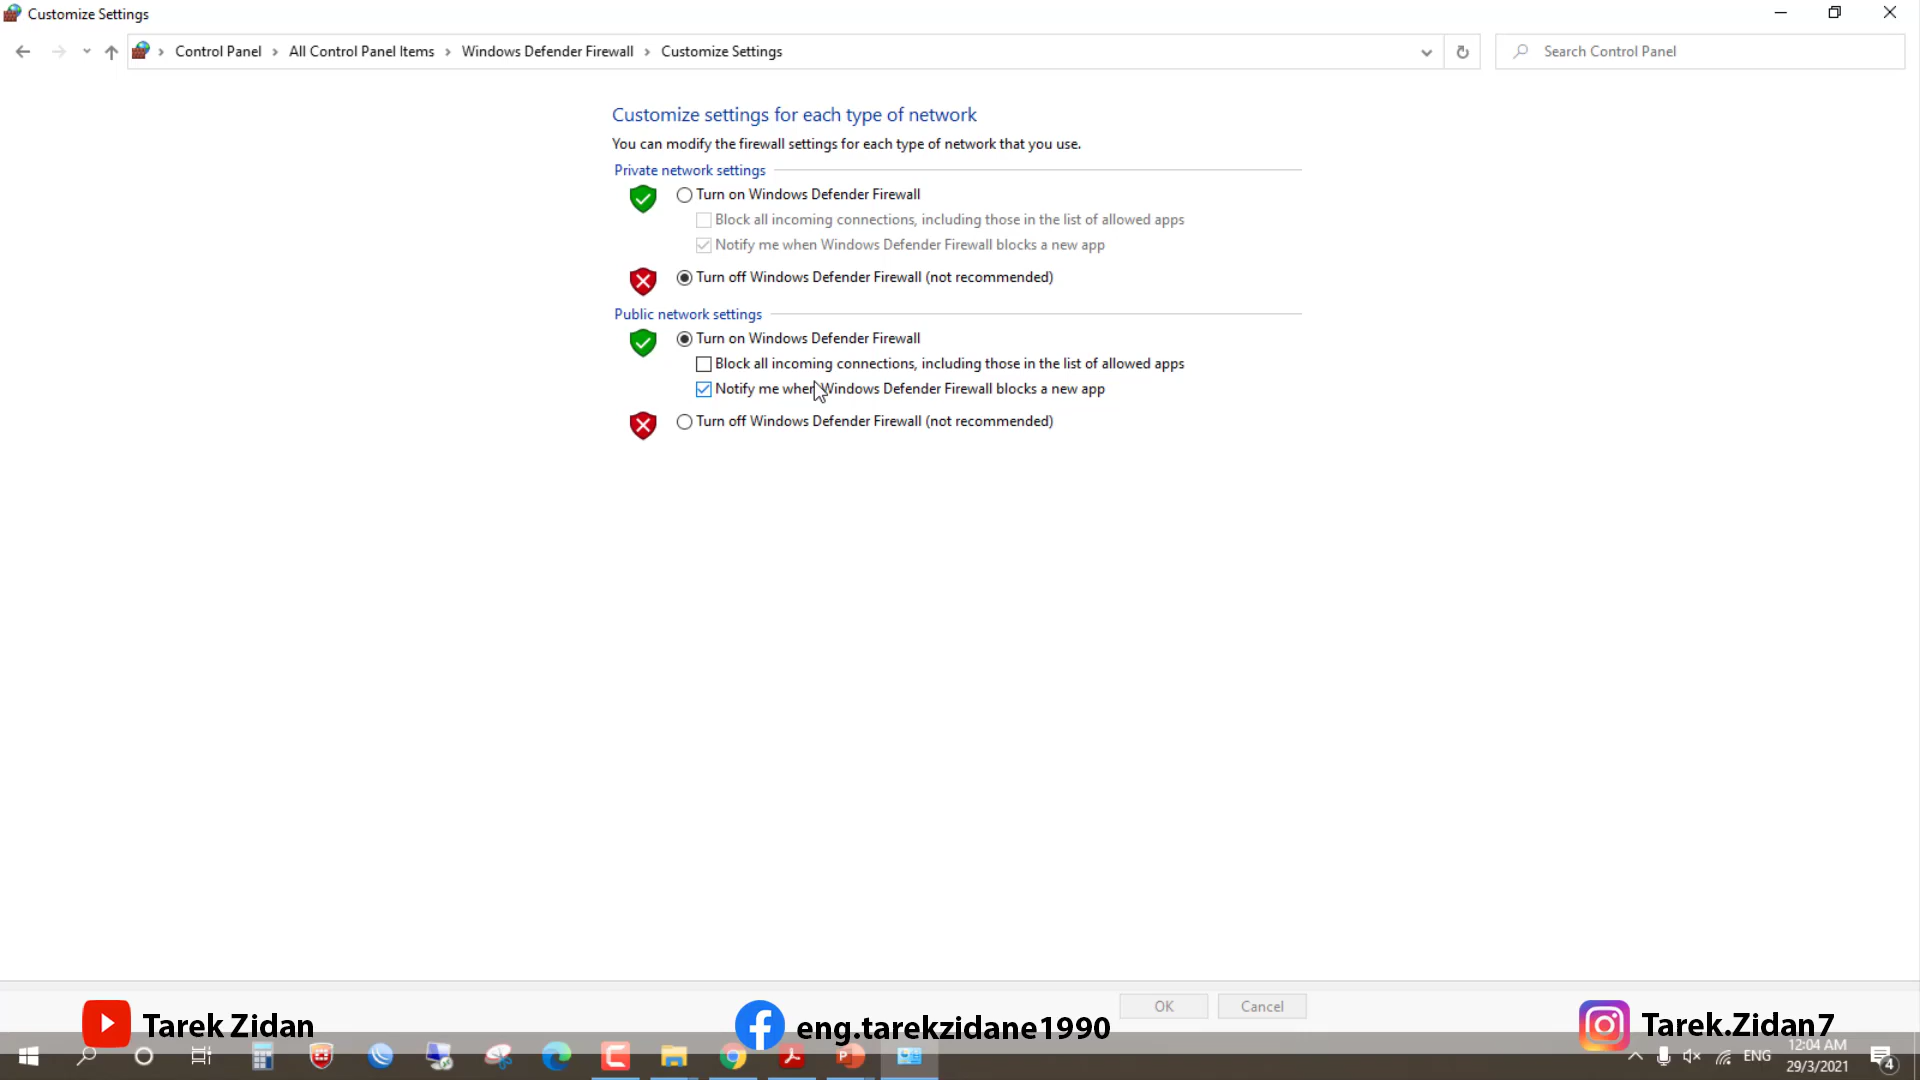 Customize Settings
Control Panel > All Control Panel Items > Windows Defender Firewall > Customize Settings
Search Control Panel
Customize settings for each type of network
You can modify the firewall settings for each type of network that you use.
Private network settings
Turn on Windows Defender Firewall
Block all incoming connections, including those in the list of allowed apps
Notify me when Windows Defender Firewall blocks a new app
Turn off Windows Defender Firewall (not recommended)
Public network settings
Turn on Windows Defender Firewall
Block all incoming connections, including those in the list of allowed apps
Notify me when Windows Defender Firewall blocks a new app
Turn off Windows Defender Firewall (not recommended)
OK
Cancel
Tarek Zidan
eng.tarekzidane1990
Tarek.Zidan7
ENG
12:04 AM
29/3/2021
4